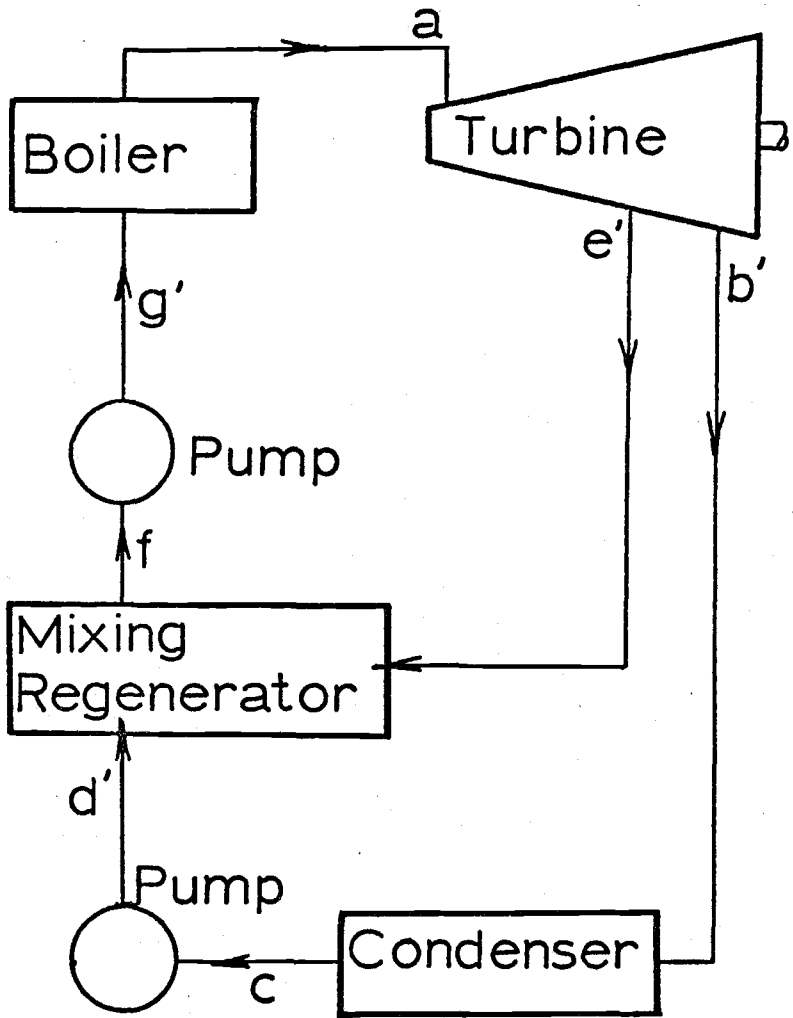 a
Boiler
Turbine
e'
b'
g'
Pump
f
Mixing
Regenerator
d'
Pump
Condenser
c